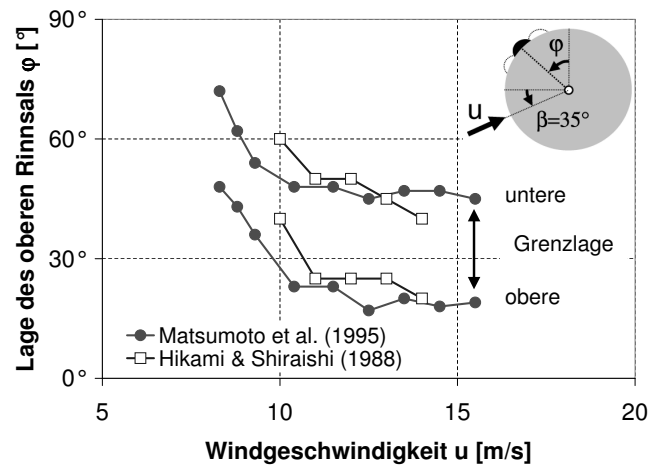 Lage des oberen Rinnsals φ [°]
90°
60°
30°
0°
φ
u
β=35°
untere
Grenzlage
obere
Matsumoto et al. (1995)
Hikami & Shiraishi (1988)
5 10 15 20
Windgeschwindigkeit u [m/s]